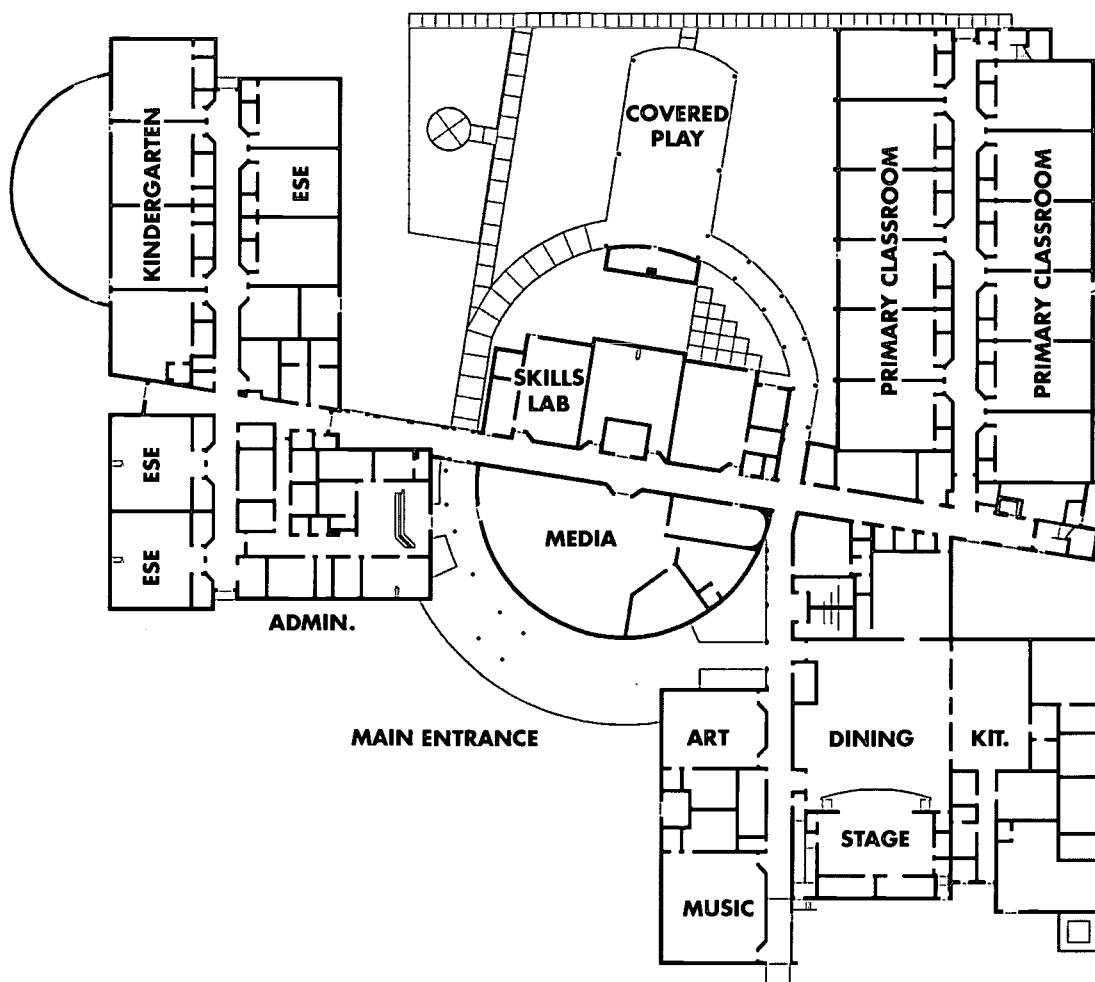 COVERED
PLAY
KINDERGARTEN
ESE
PRIMARY CLASSROOM
PRIMARY CLASSROOM
SKILLS
LAB
ESE
ESE
MEDIA
ADMIN.
MAIN ENTRANCE
ART
DINING
KIT.
STAGE
MUSIC